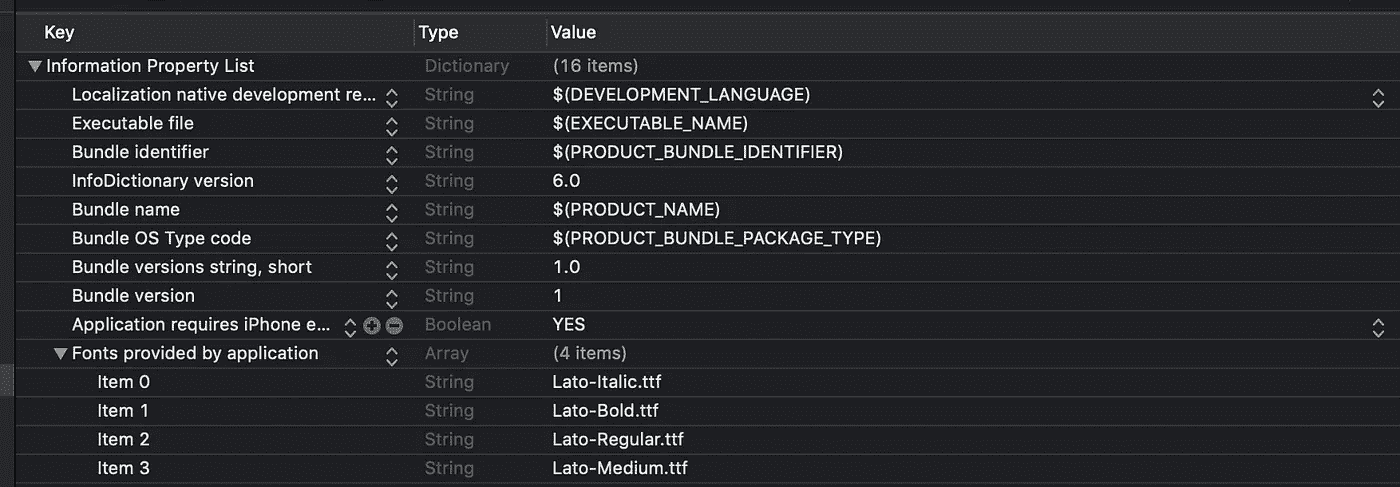 Key Type Value
Information Property List Dictionary (16 items)
Localization native development re... String $(DEVELOPMENT_LANGUAGE)
Executable file String $(EXECUTABLE_NAME)
Bundle identifier String $(PRODUCT_BUNDLE_IDENTIFIER)
InfoDictionary version String 6.0
Bundle name String $(PRODUCT_NAME)
Bundle OS Type code String $(PRODUCT_BUNDLE_PACKAGE_TYPE)
Bundle versions string, short String 1.0
Bundle version String 1
Application requires iPhone e... Boolean YES
Fonts provided by application Array (4 items)
Item 0 String Lato-Italic.ttf
Item 1 String Lato-Bold.ttf
Item 2 String Lato-Regular.ttf
Item 3 String Lato-Medium.ttf